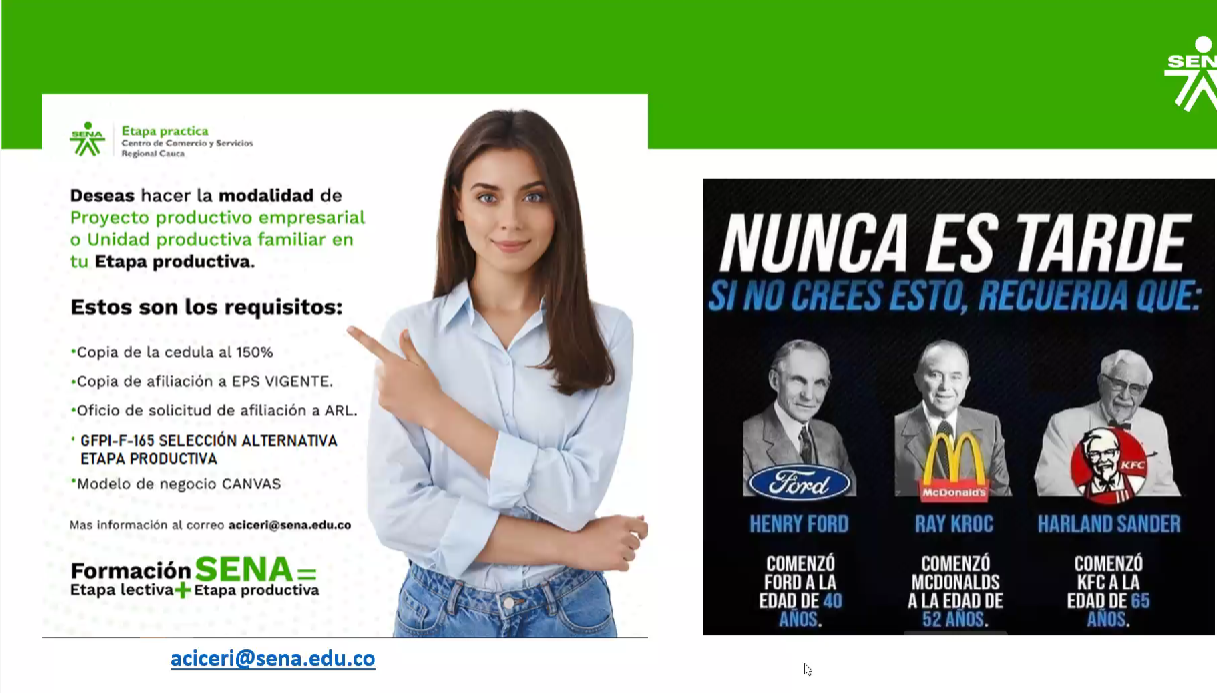 SEN
SENA
Etapa practica
Centro de Comercio y Servicios
Regional Cauca
Deseas hacer la modalidad de
Proyecto productivo empresarial
o Unidad productiva familiar en
tu Etapa productiva.
Estos son los requisitos:
•Copia de la cedula al 150%
•Copia de afiliación a EPS VIGENTE.
•Oficio de solicitud de afiliación a ARL.
• GFPI-F-165 SELECCIÓN ALTERNATIVA
ETAPA PRODUCTIVA
•Modelo de negocio CANVAS
Mas información al correo aciceri@sena.edu.co
Formación SENA=
Etapa lectiva+Etapa productiva
aciceri@sena.edu.co
NUNCA ES TARDE
SI NO CREES ESTO, RECUERDA QUE:
Ford
HENRY FORD
COMENZÓ
FORD A LA
EDAD DE 40
AÑOS.
McDonald's
RAY KROC
COMENZÓ
MCDONALDS
A LA EDAD DE
52 AÑOS.
KFC
HARLAND SANDER
COMENZÓ
KFC A LA
EDAD DE 65
AÑOS.